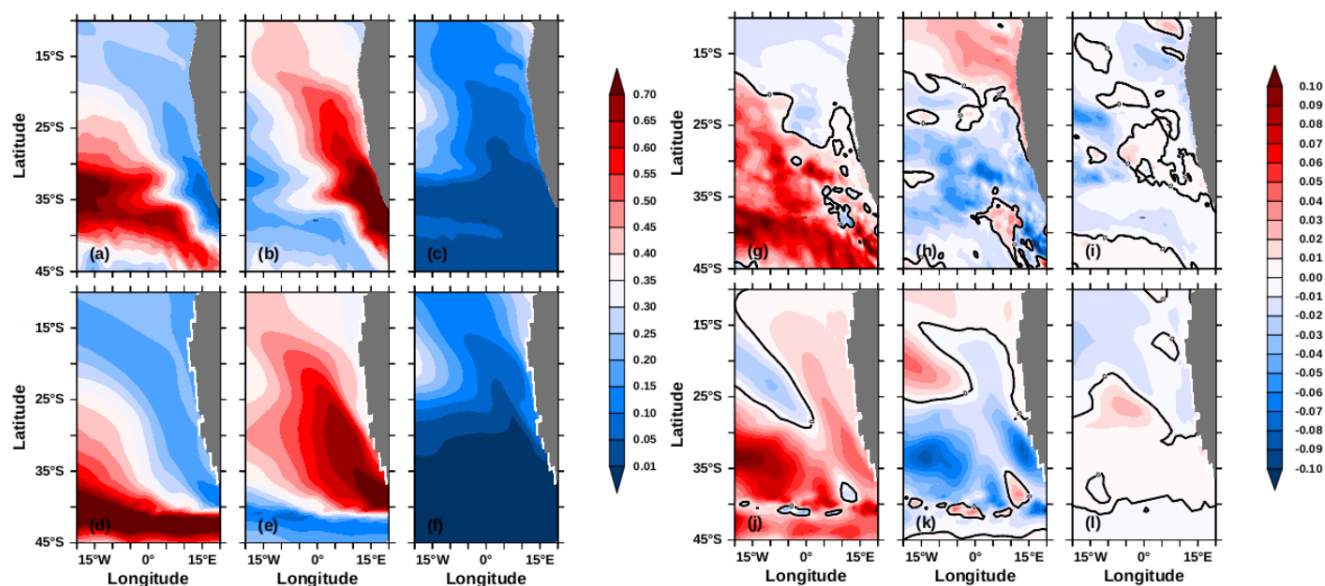 15°S
25°S
35°S
45°S
Latitude
(a)
(b)
(c)
15°S
25°S
35°S
45°S
Latitude
(d)
(e)
(f)
15°W 0° 15°E
15°W 0° 15°E
15°W 0° 15°E
Longitude
Longitude
Longitude
0.70
0.65
0.60
0.55
0.50
0.45
0.40
0.35
0.30
0.25
0.20
0.15
0.10
0.05
0.01
15°S
25°S
35°S
45°S
Latitude
(g)
(h)
(i)
15°S
25°S
35°S
45°S
Latitude
(j)
(k)
(l)
15°W 0° 15°E
15°W 0° 15°E
15°W 0° 15°E
Longitude
Longitude
Longitude
0.10
0.09
0.08
0.07
0.06
0.05
0.04
0.03
0.02
0.01
0.00
-0.01
-0.02
-0.03
-0.04
-0.05
-0.06
-0.07
-0.08
-0.09
-0.10